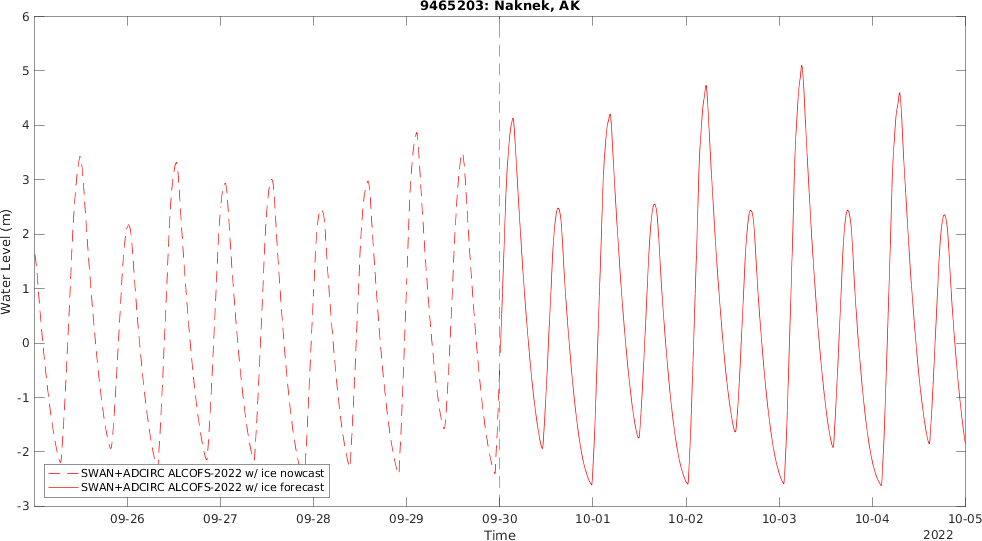 9465203: Naknek, AK
6
5
4
3
2
1
0
-1
-2
-3
Water Level (m)
SWAN+ADCIRC ALCOFS-2022 w/ ice nowcast
SWAN+ADCIRC ALCOFS-2022 w/ ice forecast
09-26 09-27 09-28 09-29 09-30 10-01 10-02 10-03 10-04 10-05
Time
2022